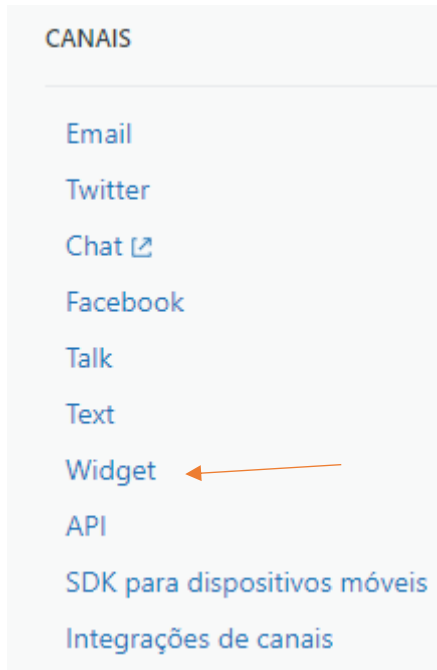 CANAIS
Email
Twitter
Chat
Facebook
Talk
Text
Widget
API
SDK para dispositivos móveis
Integrações de canais